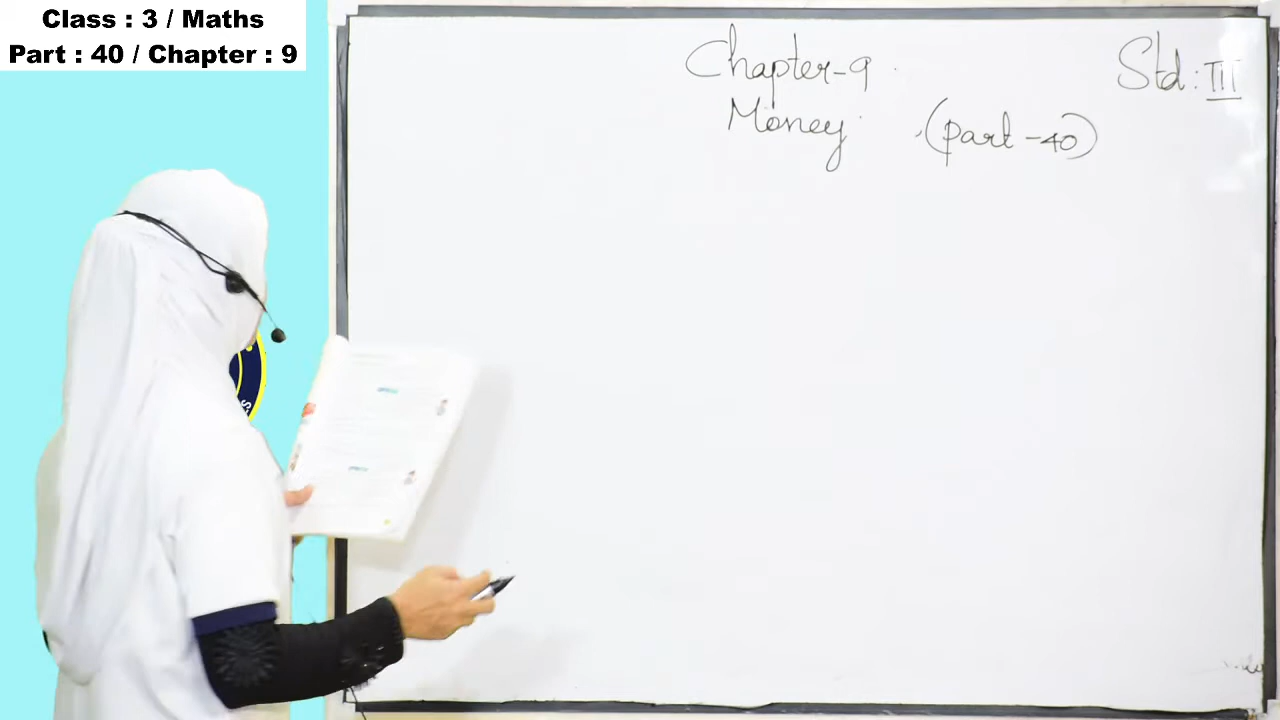 Class : 3 / Maths
Part : 40 / Chapter : 9
Chapter-9
Std : III
Money
(part-40)